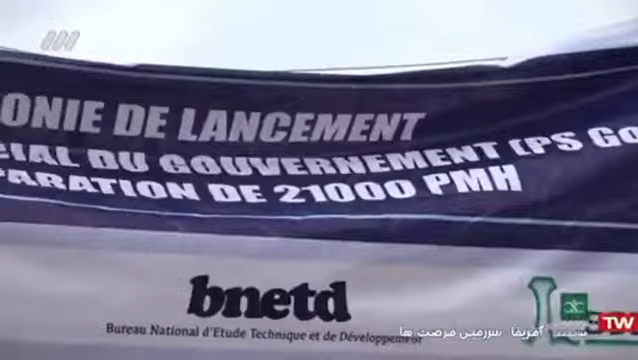 ONIE DE LANCEMENT
CIAL DU GOUVERNEMENT (PS Go
PARATION DE 21000 PMH
bnetd
Bureau National d'Etude Technique et de Développement
آفریقا سرزمین فرصت ها
TW